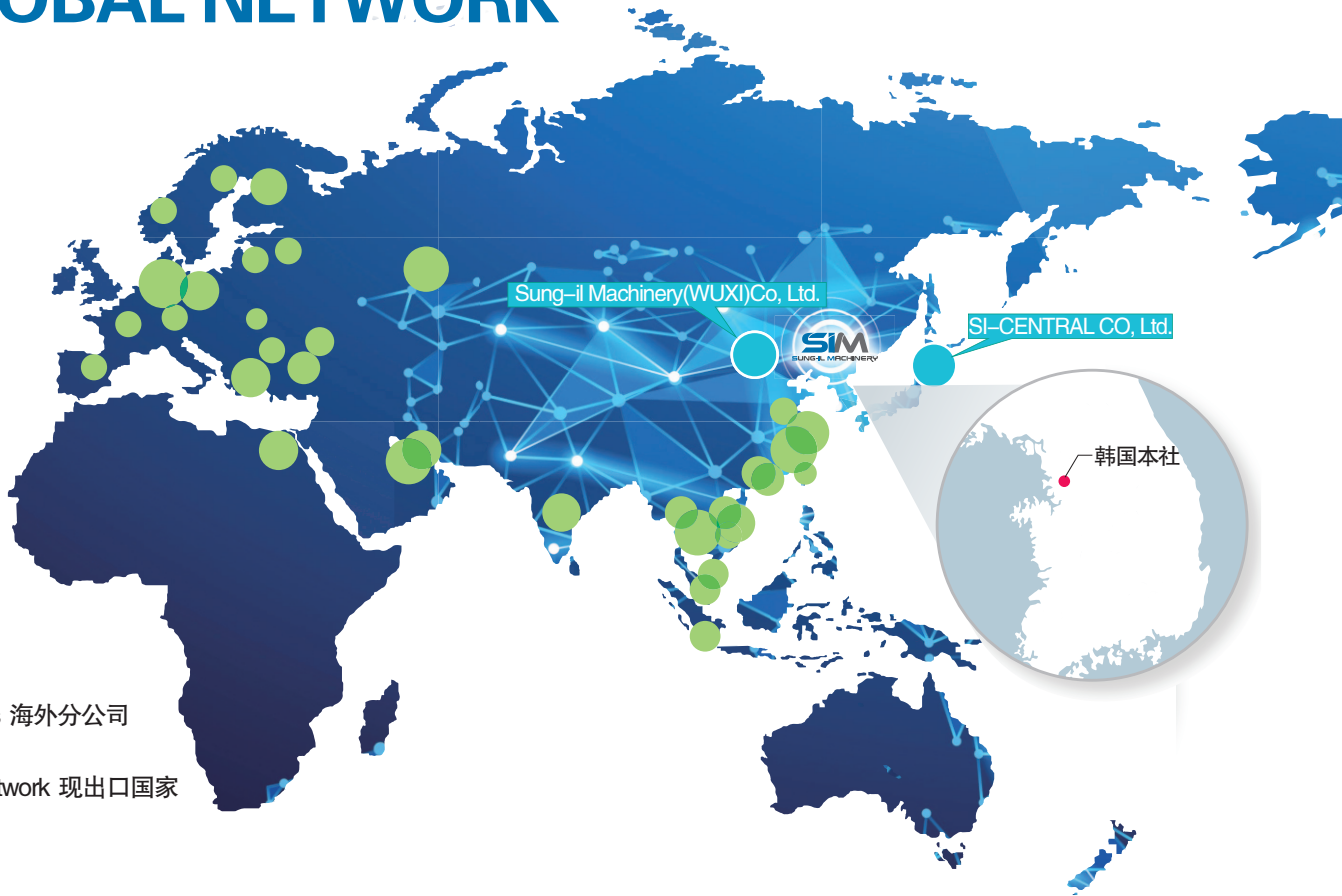 OBAL NETWORK
Sung-il Machinery(WUXI)Co, Ltd.
SIM
SUNG-IL MACHINERY
SI-CENTRAL CO, Ltd.
韩国本社
海外分公司
twork 现出口国家